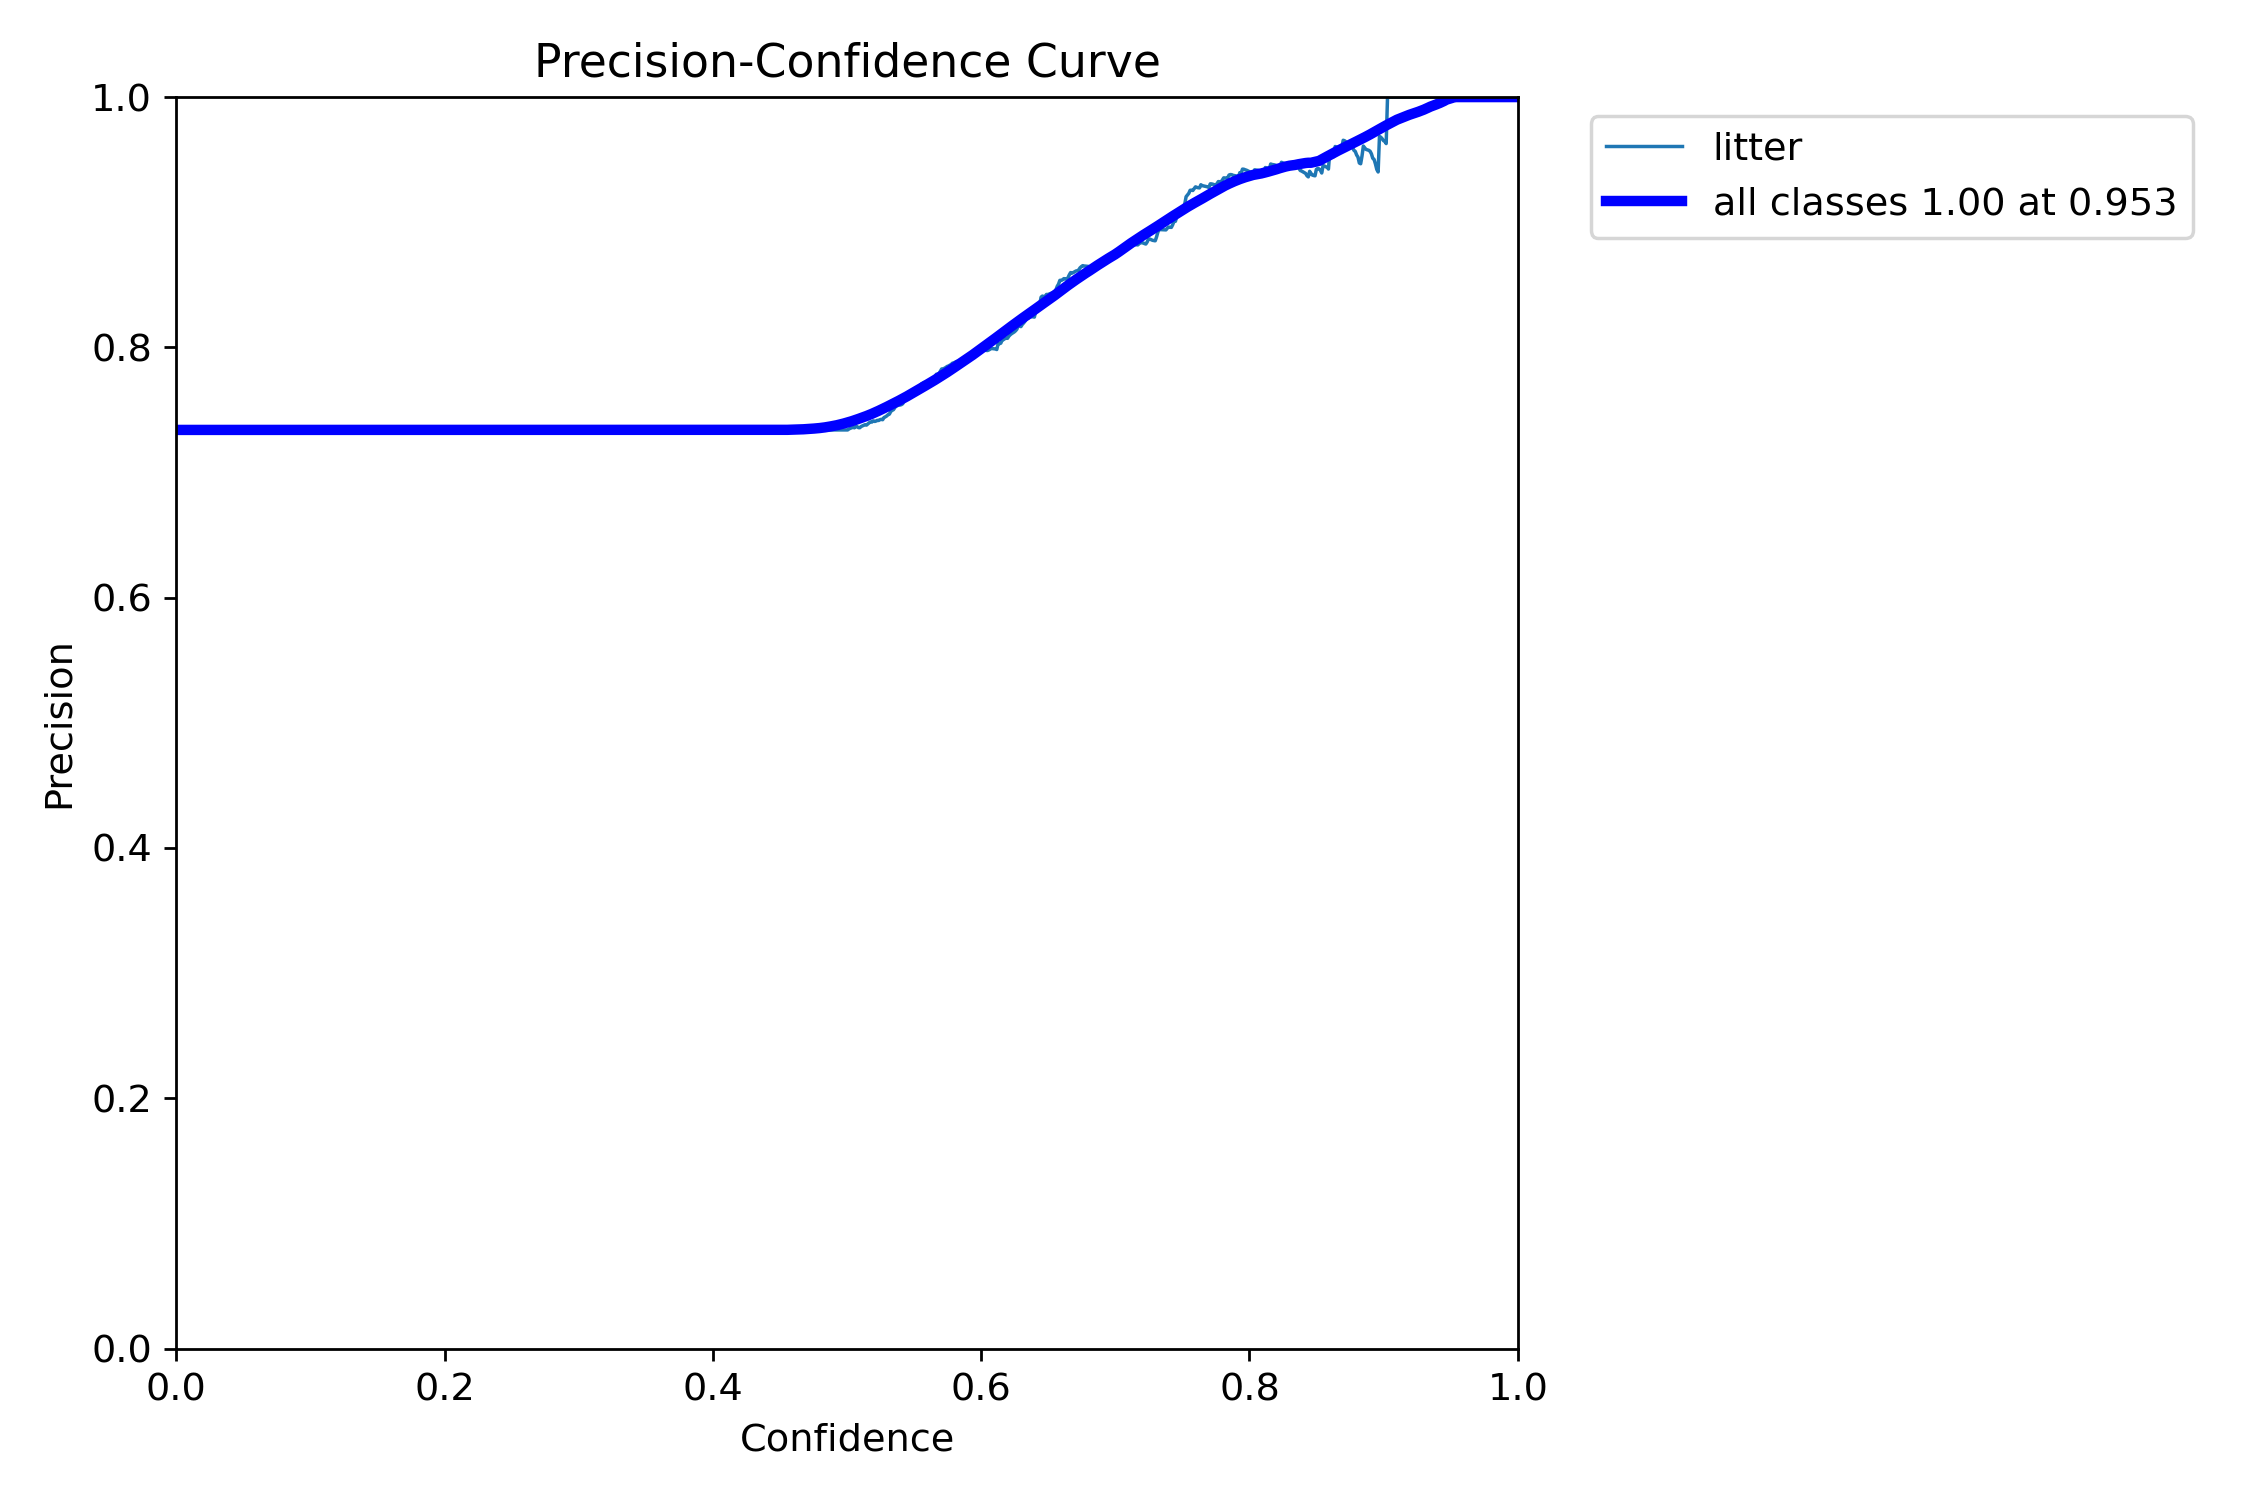 Precision-Confidence Curve
1.0
0.8
0.6
0.4
0.2
0.0
Precision
0.0 0.2 0.4 0.6 0.8 1.0
Confidence
litter
all classes 1.00 at 0.953